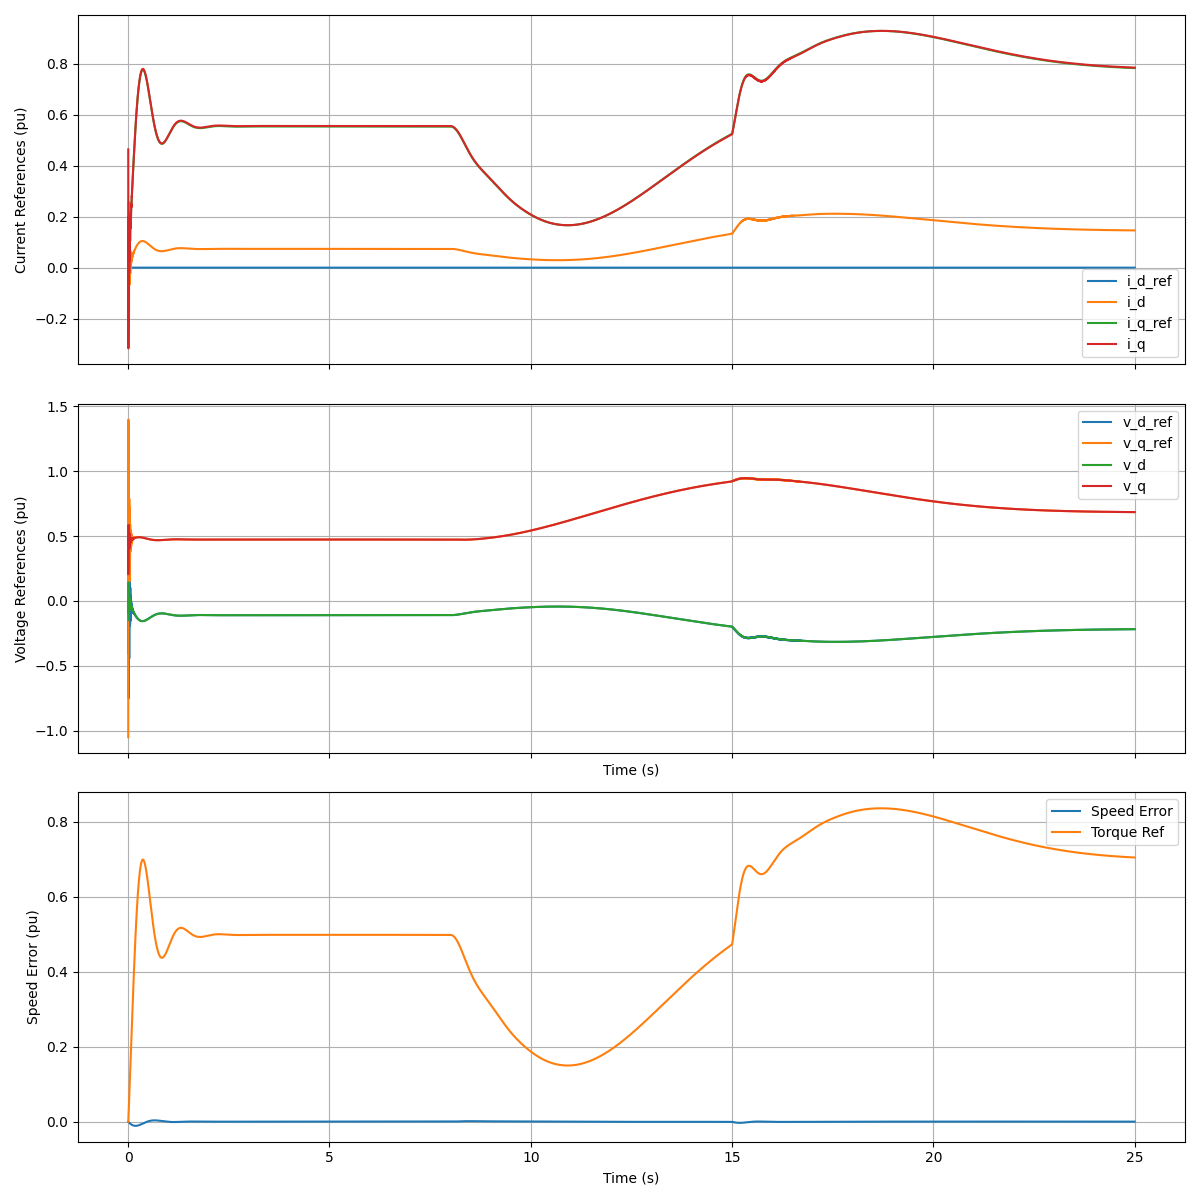 Current References (pu)
0.8
0.6
0.4
0.2
0.0
−0.2
i_d_ref
i_d
i_q_ref
i_q
Voltage References (pu)
1.5
1.0
0.5
0.0
−0.5
−1.0
v_d_ref
v_q_ref
v_d
v_q
Time (s)
Speed Error (pu)
0.8
0.6
0.4
0.2
0.0
Speed Error
Torque Ref
0 5 10 15 20 25
Time (s)